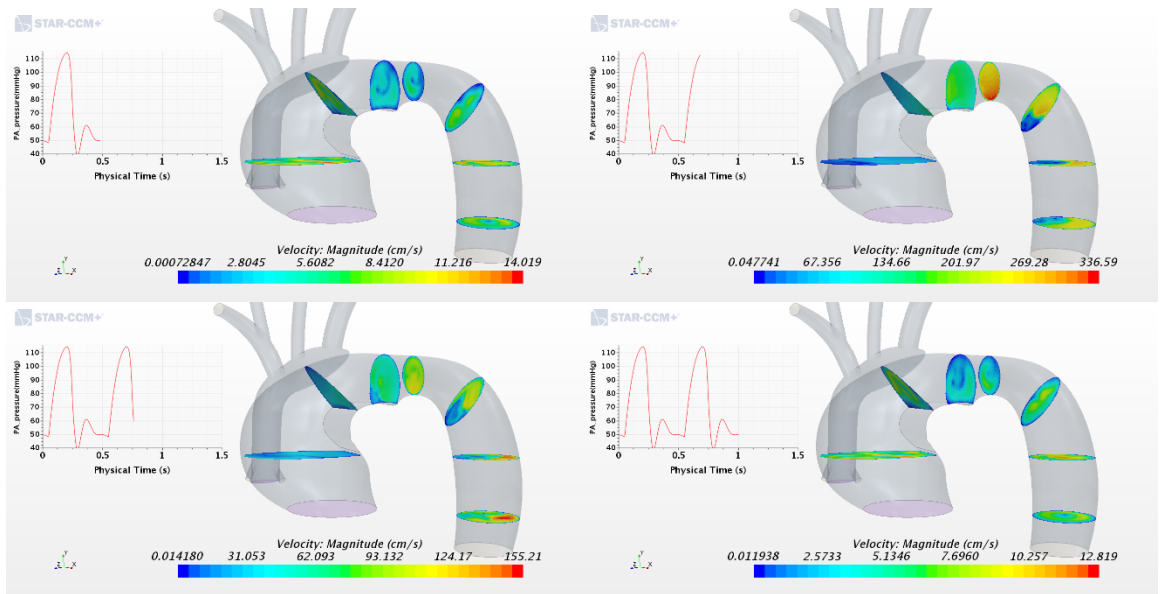 STAR-CCM+
PA_pressure(mmHg)
110
100
90
80
70
60
50
40
0
0.5
1
1.5
Physical Time (s)
Velocity: Magnitude (cm/s)
0.00072847 2.8045 5.6082 8.4120 11.216 14.019
Y
Z X
STAR-CCM+
PA_pressure(mmHg)
110
100
90
80
70
60
50
40
0
0.5
1
1.5
Physical Time (s)
Velocity: Magnitude (cm/s)
0.047741 67.356 134.66 201.97 269.28 336.59
Y
Z X
STAR-CCM+
PA_pressure(mmHg)
110
100
90
80
70
60
50
40
0
0.5
1
1.5
Physical Time (s)
Velocity: Magnitude (cm/s)
0.014180 31.053 62.093 93.132 124.17 155.21
Y
Z X
STAR-CCM+
PA_pressure(mmHg)
110
100
90
80
70
60
50
40
0
0.5
1
1.5
Physical Time (s)
Velocity: Magnitude (cm/s)
0.011938 2.5733 5.1346 7.6960 10.257 12.819
Y
Z X